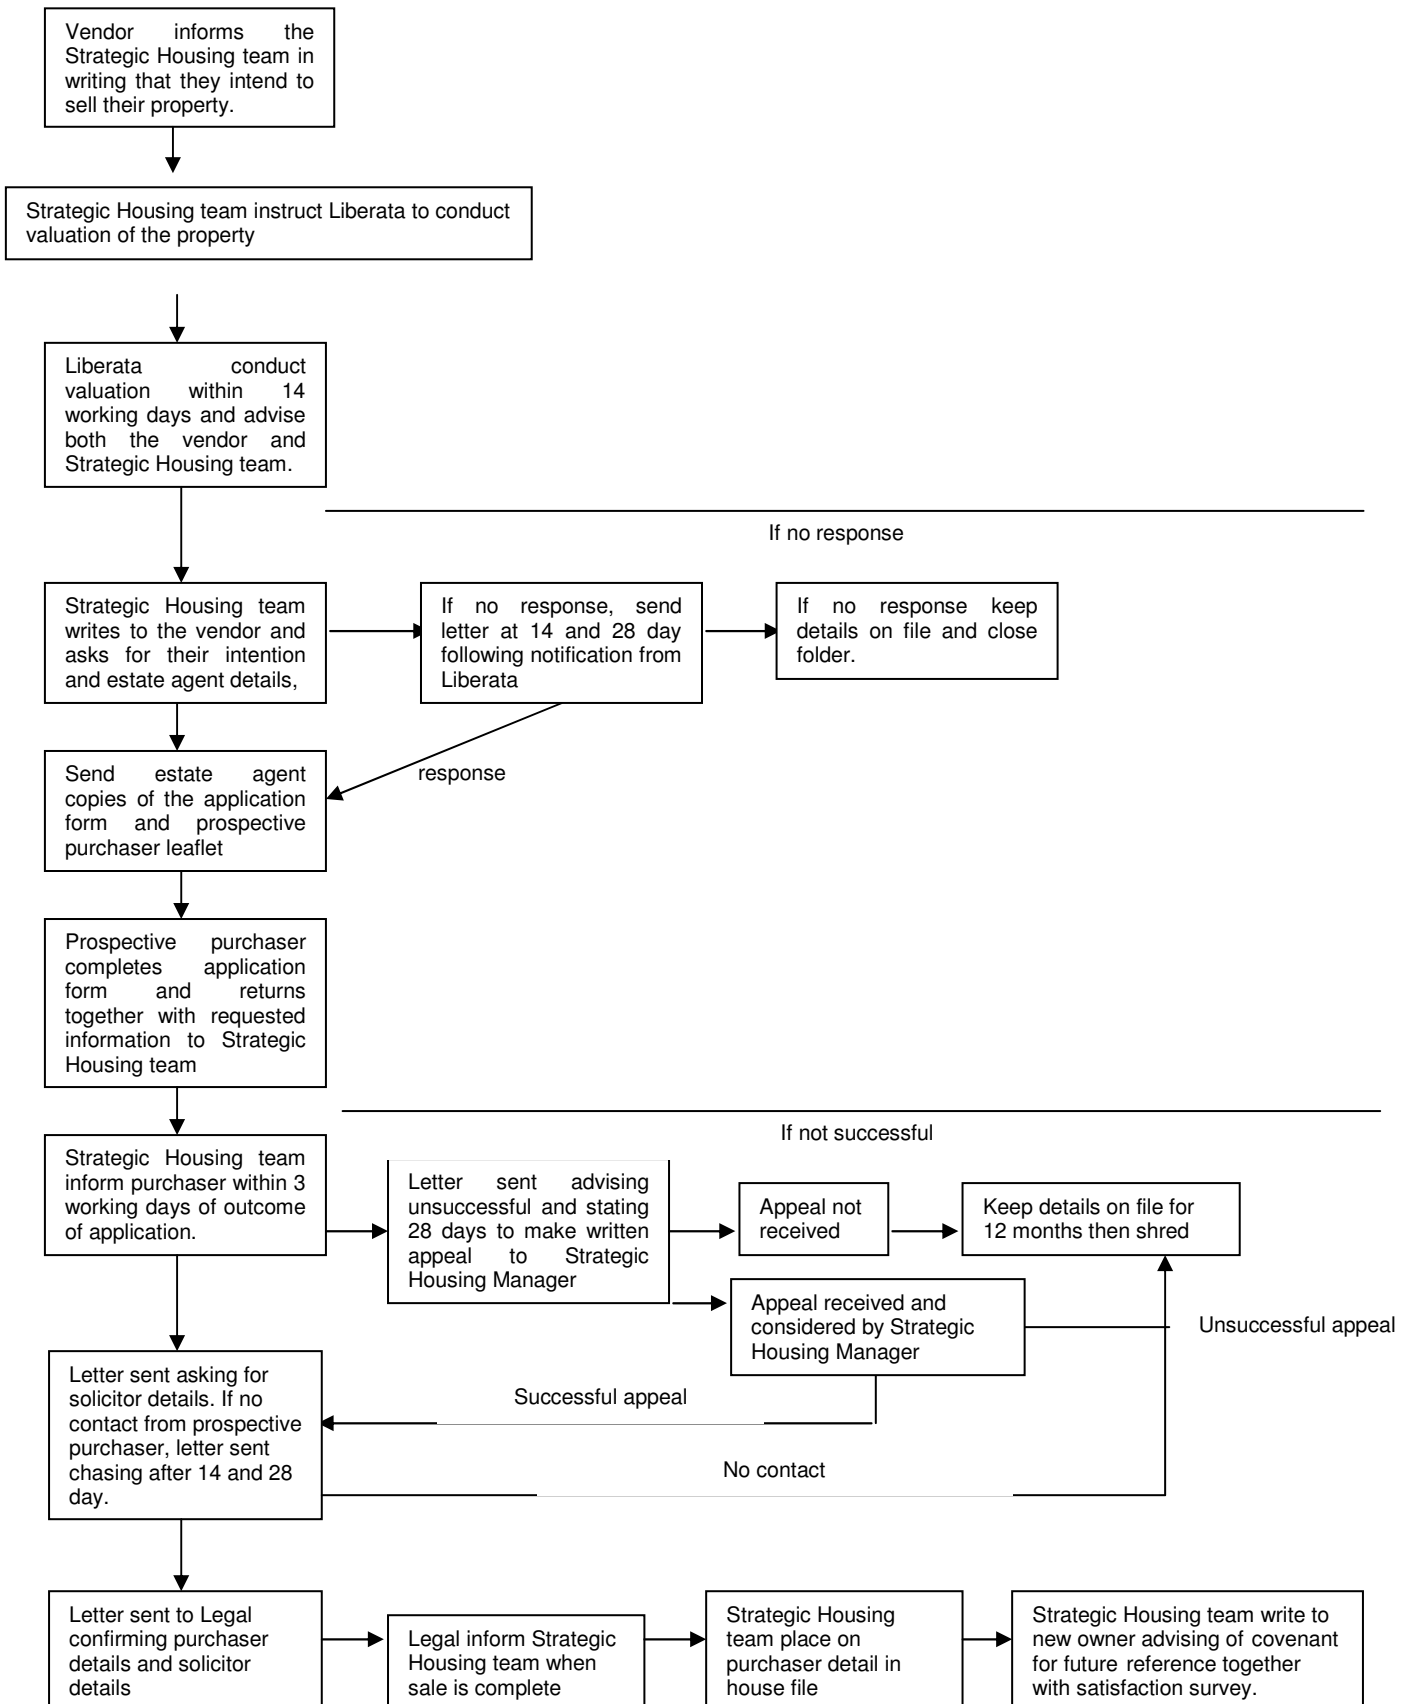 Vendor informs the
Strategic Housing team in
writing that they intend to
sell their property.
Strategic Housing team instruct Liberata to conduct
valuation of the property
Liberata conduct
valuation within 14
working days and advise
both the vendor and
Strategic Housing team.
If no response
Strategic Housing team
writes to the vendor and
asks for their intention
and estate agent details,
If no response, send
letter at 14 and 28 day
following notification from
Liberata
If no response keep
details on file and close
folder.
response
Send estate agent
copies of the application
form and prospective
purchaser leaflet
Prospective purchaser
completes application
form and returns
together with requested
information to Strategic
Housing team
If not successful
Strategic Housing team
inform purchaser within 3
working days of outcome
of application.
Letter sent advising
unsuccessful and stating
28 days to make written
appeal to Strategic
Housing Manager
Appeal not
received
Keep details on file for
12 months then shred
Appeal received and
considered by Strategic
Housing Manager
Unsuccessful appeal
Successful appeal
Letter sent asking for
solicitor details. If no
contact from prospective
purchaser, letter sent
chasing after 14 and 28
day.
No contact
Letter sent to Legal
confirming purchaser
details and solicitor
details
Legal inform Strategic
Housing team when
sale is complete
Strategic Housing
team place on
purchaser detail in
house file
Strategic Housing team write to
new owner advising of covenant
for future reference together
with satisfaction survey.